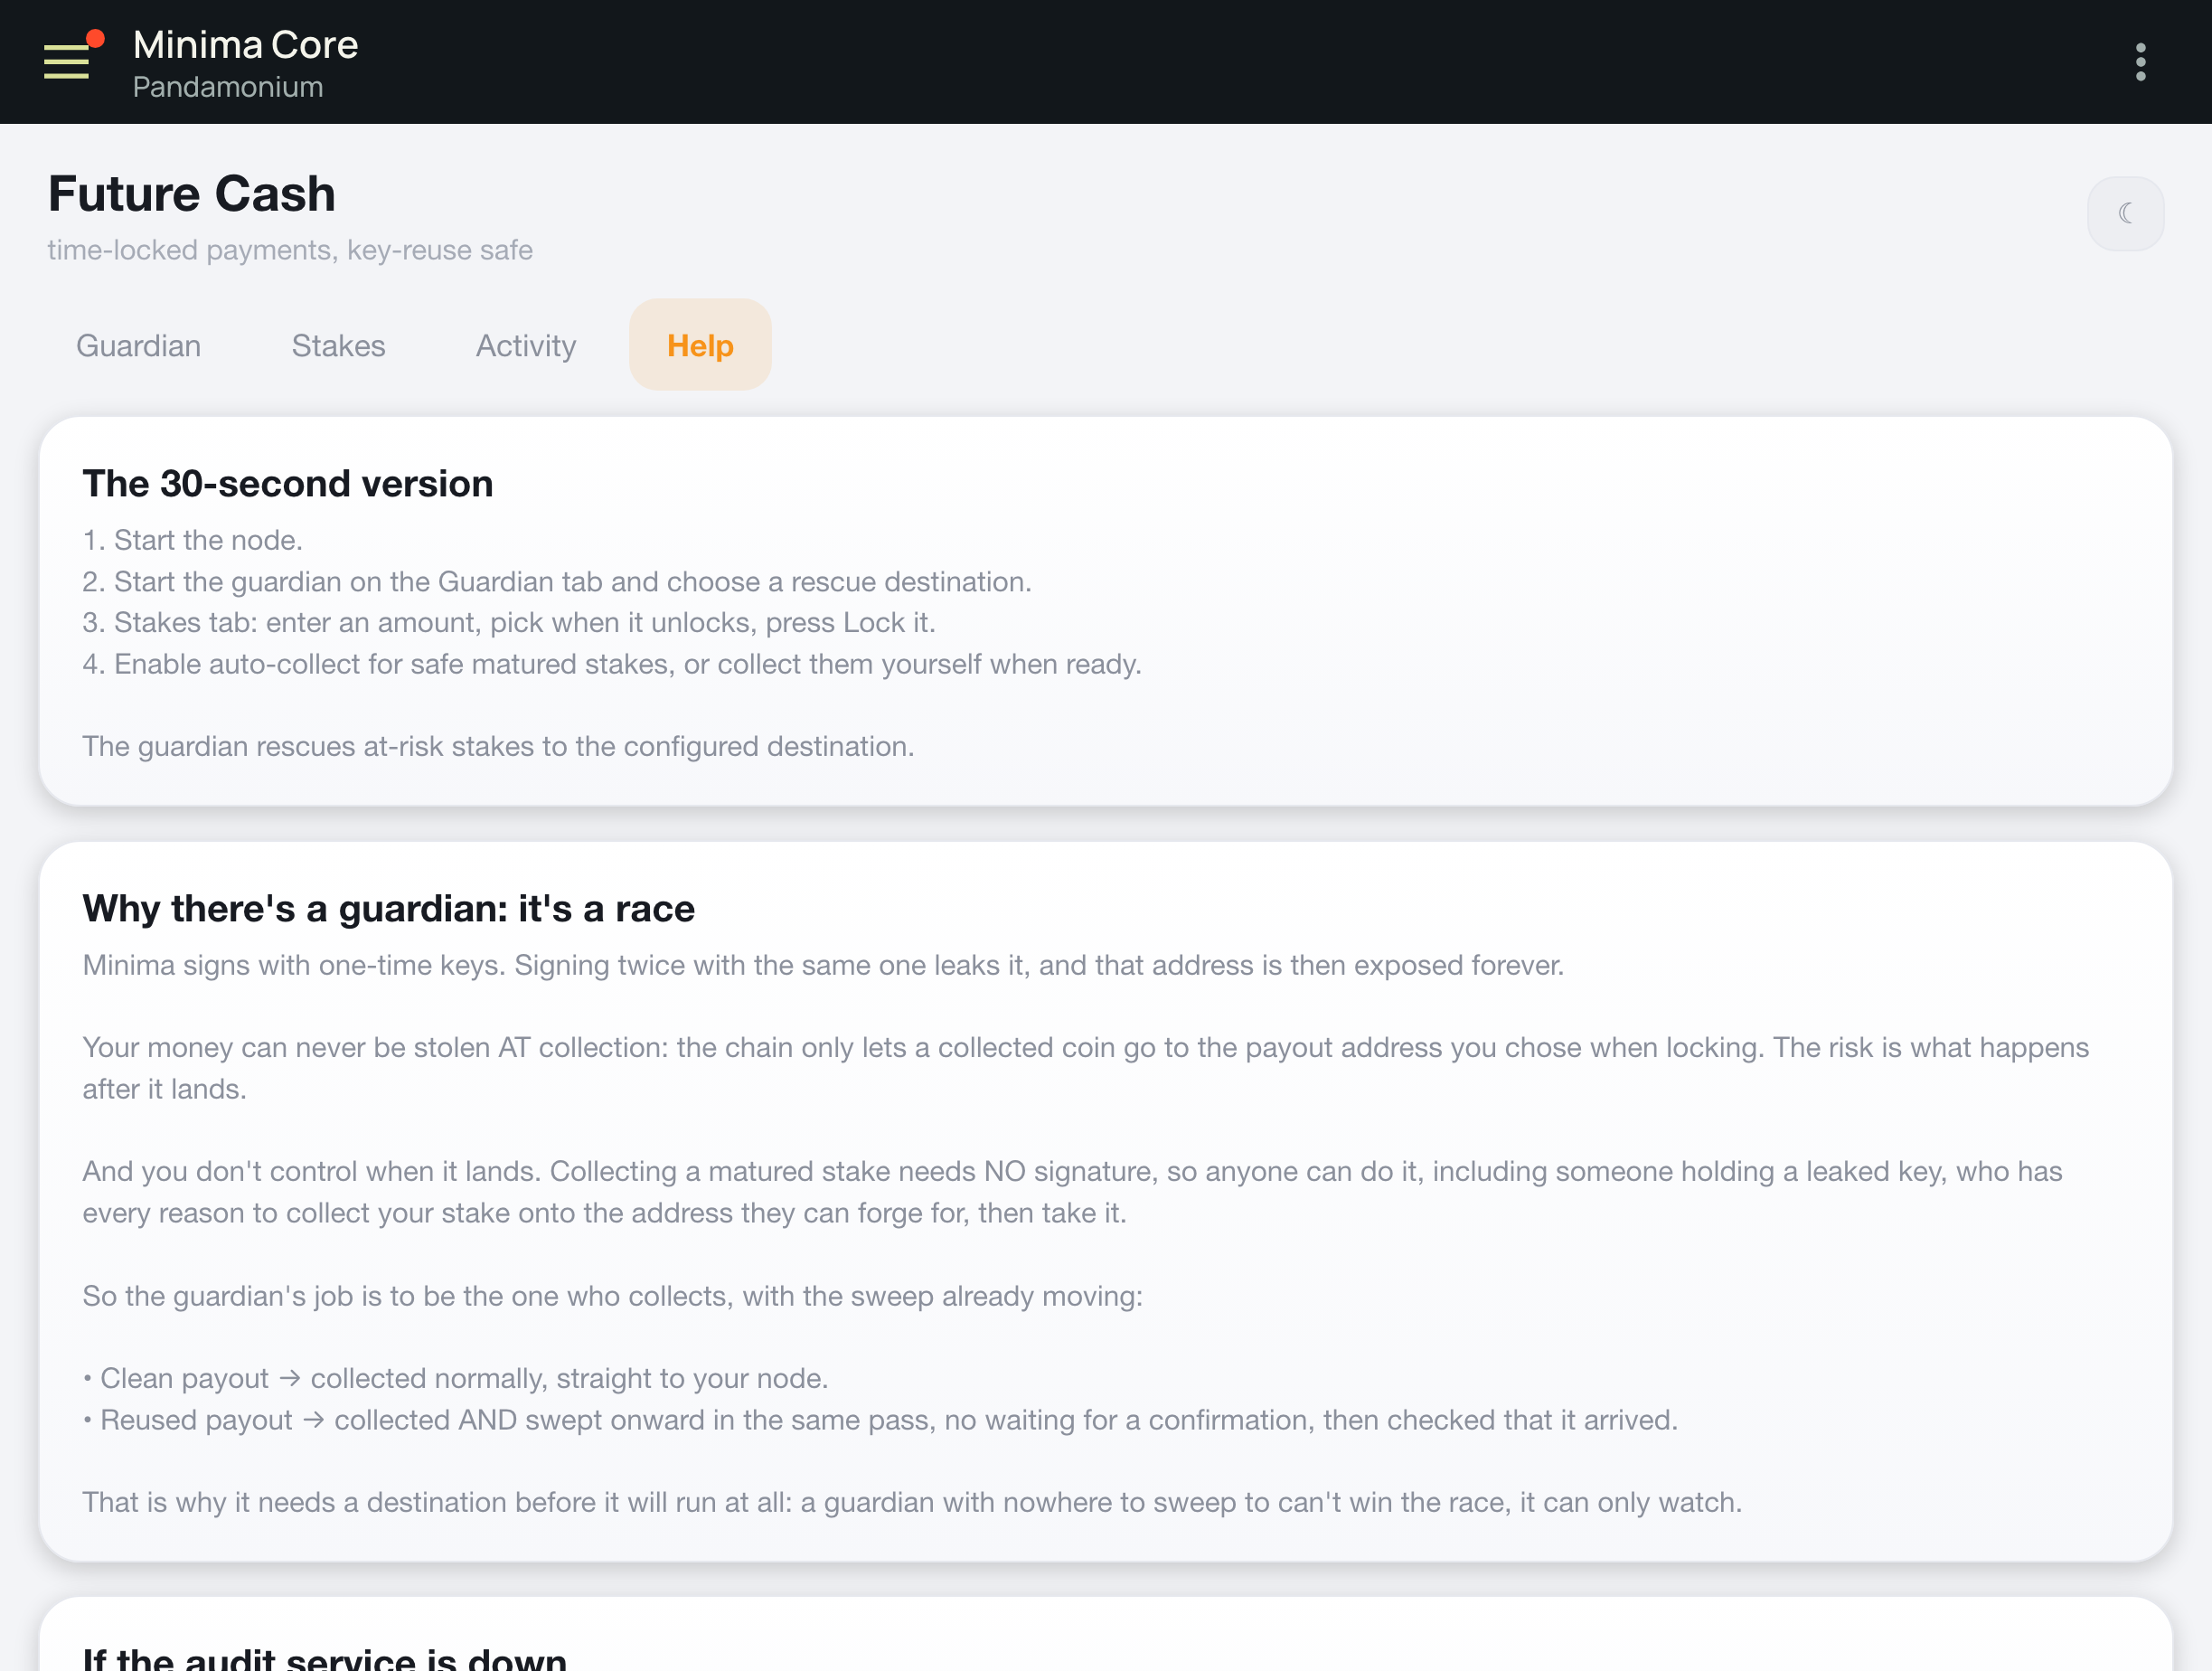 Minima Core
Pandamonium
Future Cash
time-locked payments, key-reuse safe
Guardian
Stakes
Activity
Help
The 30-second version
1. Start the node.
2. Start the guardian on the Guardian tab and choose a rescue destination.
3. Stakes tab: enter an amount, pick when it unlocks, press Lock it.
4. Enable auto-collect for safe matured stakes, or collect them yourself when ready.
The guardian rescues at-risk stakes to the configured destination.
Why there's a guardian: it's a race
Minima signs with one-time keys. Signing twice with the same one leaks it, and that address is then exposed forever.
Your money can never be stolen AT collection: the chain only lets a collected coin go to the payout address you chose when locking. The risk is what happens
after it lands.
And you don't control when it lands. Collecting a matured stake needs NO signature, so anyone can do it, including someone holding a leaked key, who has
every reason to collect your stake onto the address they can forge for, then take it.
So the guardian's job is to be the one who collects, with the sweep already moving:
• Clean payout → collected normally, straight to your node.
• Reused payout → collected AND swept onward in the same pass, no waiting for a confirmation, then checked that it arrived.
That is why it needs a destination before it will run at all: a guardian with nowhere to sweep to can't win the race, it can only watch.
If the audit service is down